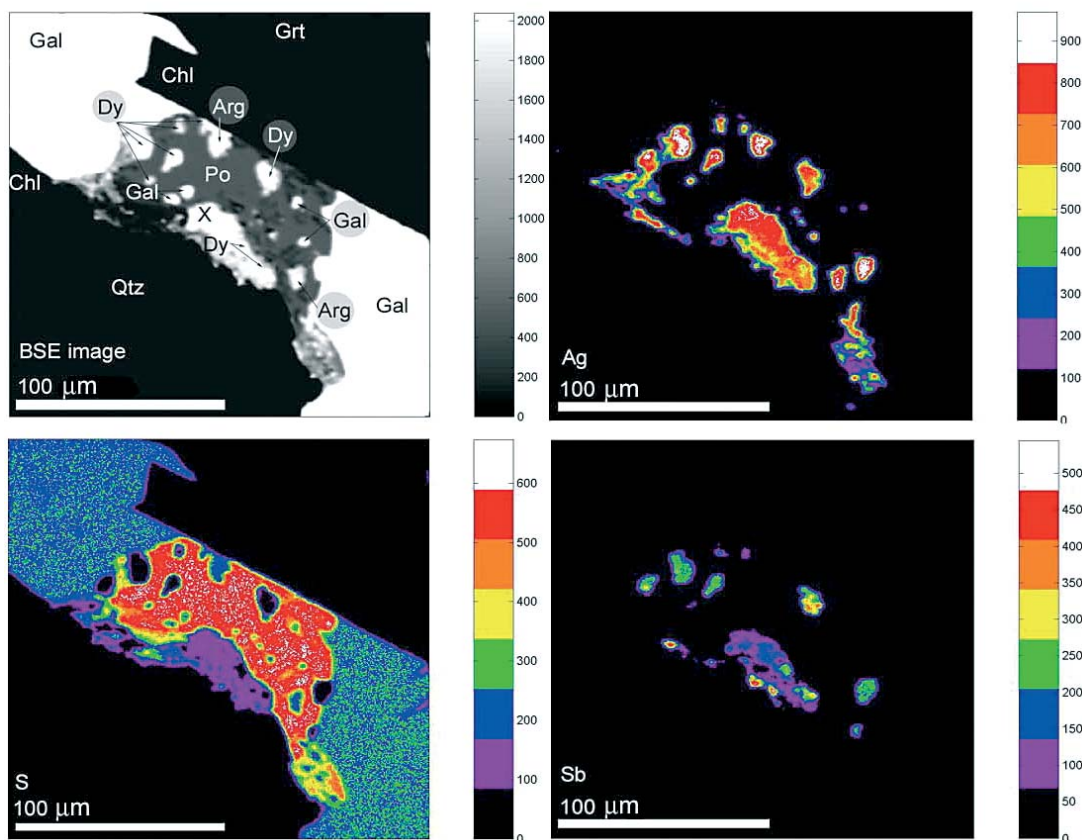 Gal
Grt
Chl
Dy
Arg
Dy
Po
Chl
Gal
X
Gal
Dy
Qtz
Gal
Arg
BSE image
100 μm
2000
1800
1600
1400
1200
1000
800
600
400
200
0
Ag
100 μm
900
800
700
600
500
400
300
200
100
0
S
100 μm
600
500
400
300
200
100
0
Sb
100 μm
500
450
400
350
300
250
200
150
100
50
0